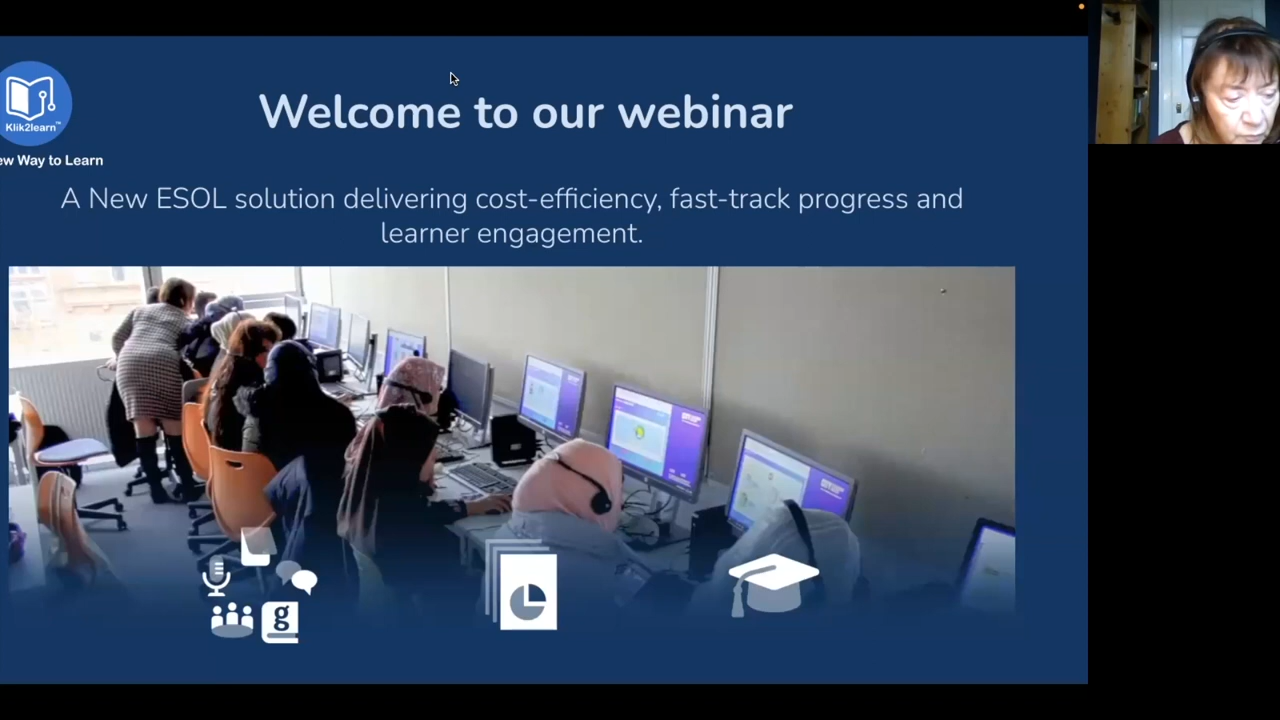 Welcome to our webinar
Klik2learn™
ew Way to Learn
A New ESOL solution delivering cost-efficiency, fast-track progress and
learner engagement.
g